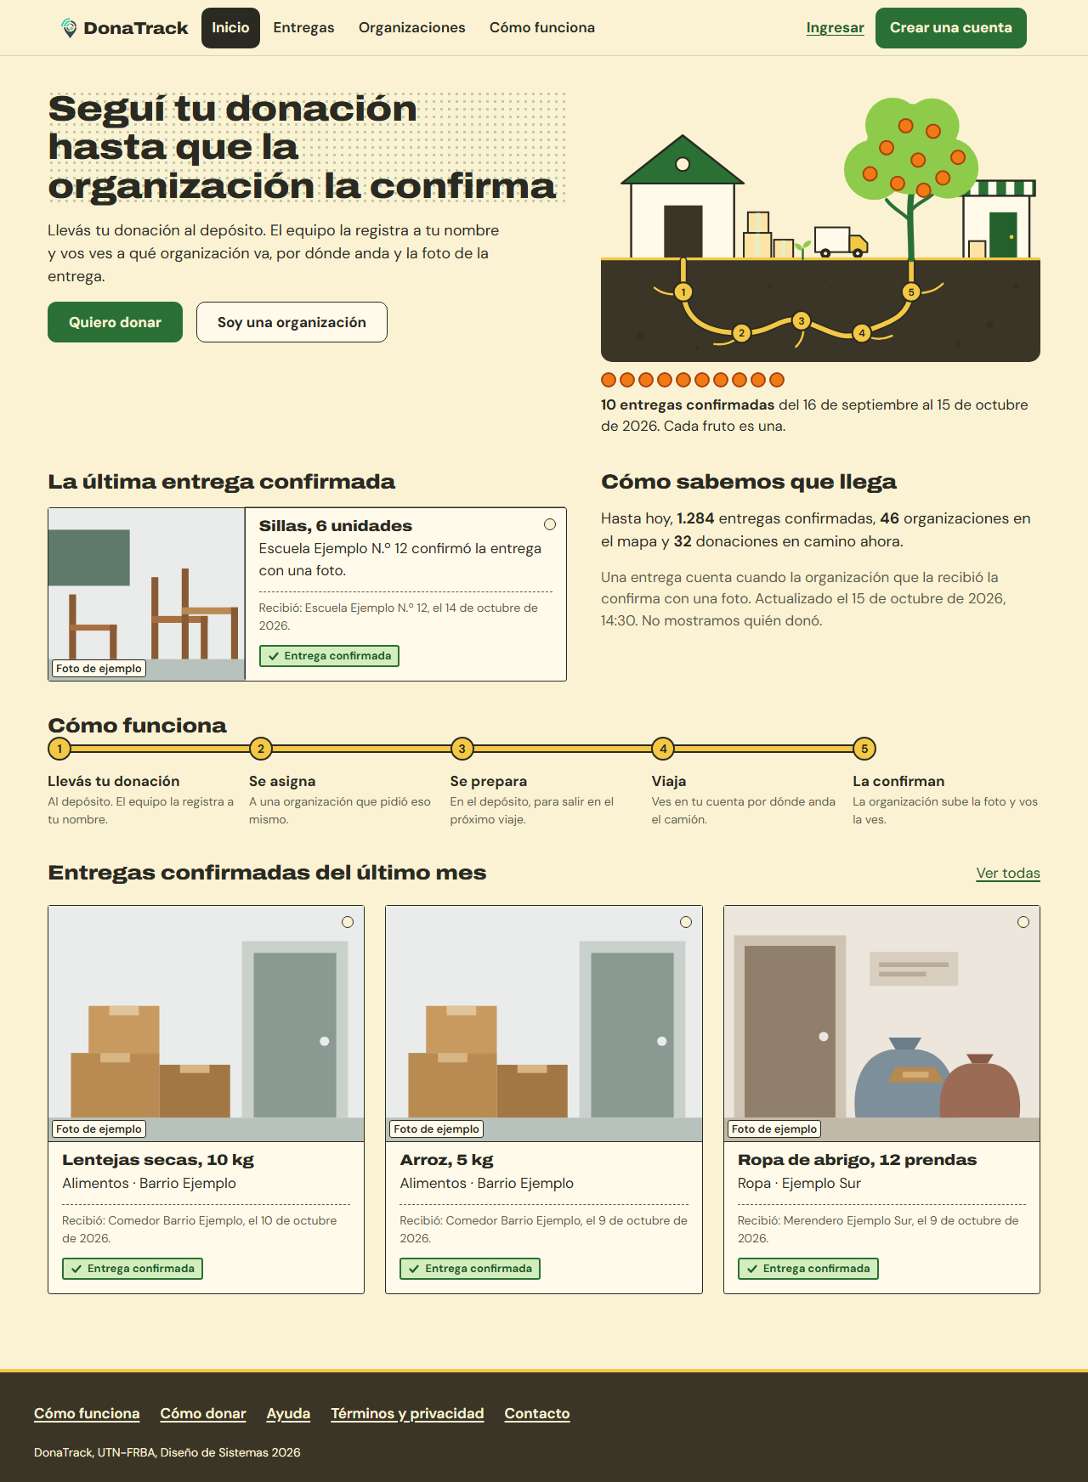 DonaTrack
Inicio
Entregas
Organizaciones
Cómo funciona
Ingresar
Crear una cuenta
Seguí tu donación
hasta que la
organización la confirma
Llevás tu donación al depósito. El equipo la registra a tu nombre
y vos ves a qué organización va, por dónde anda y la foto de la
entrega.
Quiero donar
Soy una organización
1
2
3
4
5
10 entregas confirmadas del 16 de septiembre al 15 de octubre
de 2026. Cada fruto es una.
La última entrega confirmada
Foto de ejemplo
Sillas, 6 unidades
Escuela Ejemplo N.º 12 confirmó la entrega
con una foto.
Recibió: Escuela Ejemplo N.º 12, el 14 de octubre de
2026.
Entrega confirmada
Cómo sabemos que llega
Hasta hoy, 1.284 entregas confirmadas, 46 organizaciones en
el mapa y 32 donaciones en camino ahora.
Una entrega cuenta cuando la organización que la recibió la
confirma con una foto. Actualizado el 15 de octubre de 2026,
14:30. No mostramos quién donó.
Cómo funciona
1
Llevás tu donación
Al depósito. El equipo la registra a
tu nombre.
2
Se asigna
A una organización que pidió eso
mismo.
3
Se prepara
En el depósito, para salir en el
próximo viaje.
4
Viaja
Ves en tu cuenta por dónde anda
el camión.
5
La confirman
La organización sube la foto y vos
la ves.
Entregas confirmadas del último mes
Ver todas
Foto de ejemplo
Lentejas secas, 10 kg
Alimentos · Barrio Ejemplo
Recibió: Comedor Barrio Ejemplo, el 10 de octubre
de 2026.
Entrega confirmada
Foto de ejemplo
Arroz, 5 kg
Alimentos · Barrio Ejemplo
Recibió: Comedor Barrio Ejemplo, el 9 de octubre de
2026.
Entrega confirmada
Foto de ejemplo
Ropa de abrigo, 12 prendas
Ropa · Ejemplo Sur
Recibió: Merendero Ejemplo Sur, el 9 de octubre de
2026.
Entrega confirmada
Cómo funciona
Cómo donar
Ayuda
Términos y privacidad
Contacto
DonaTrack, UTN-FRBA, Diseño de Sistemas 2026